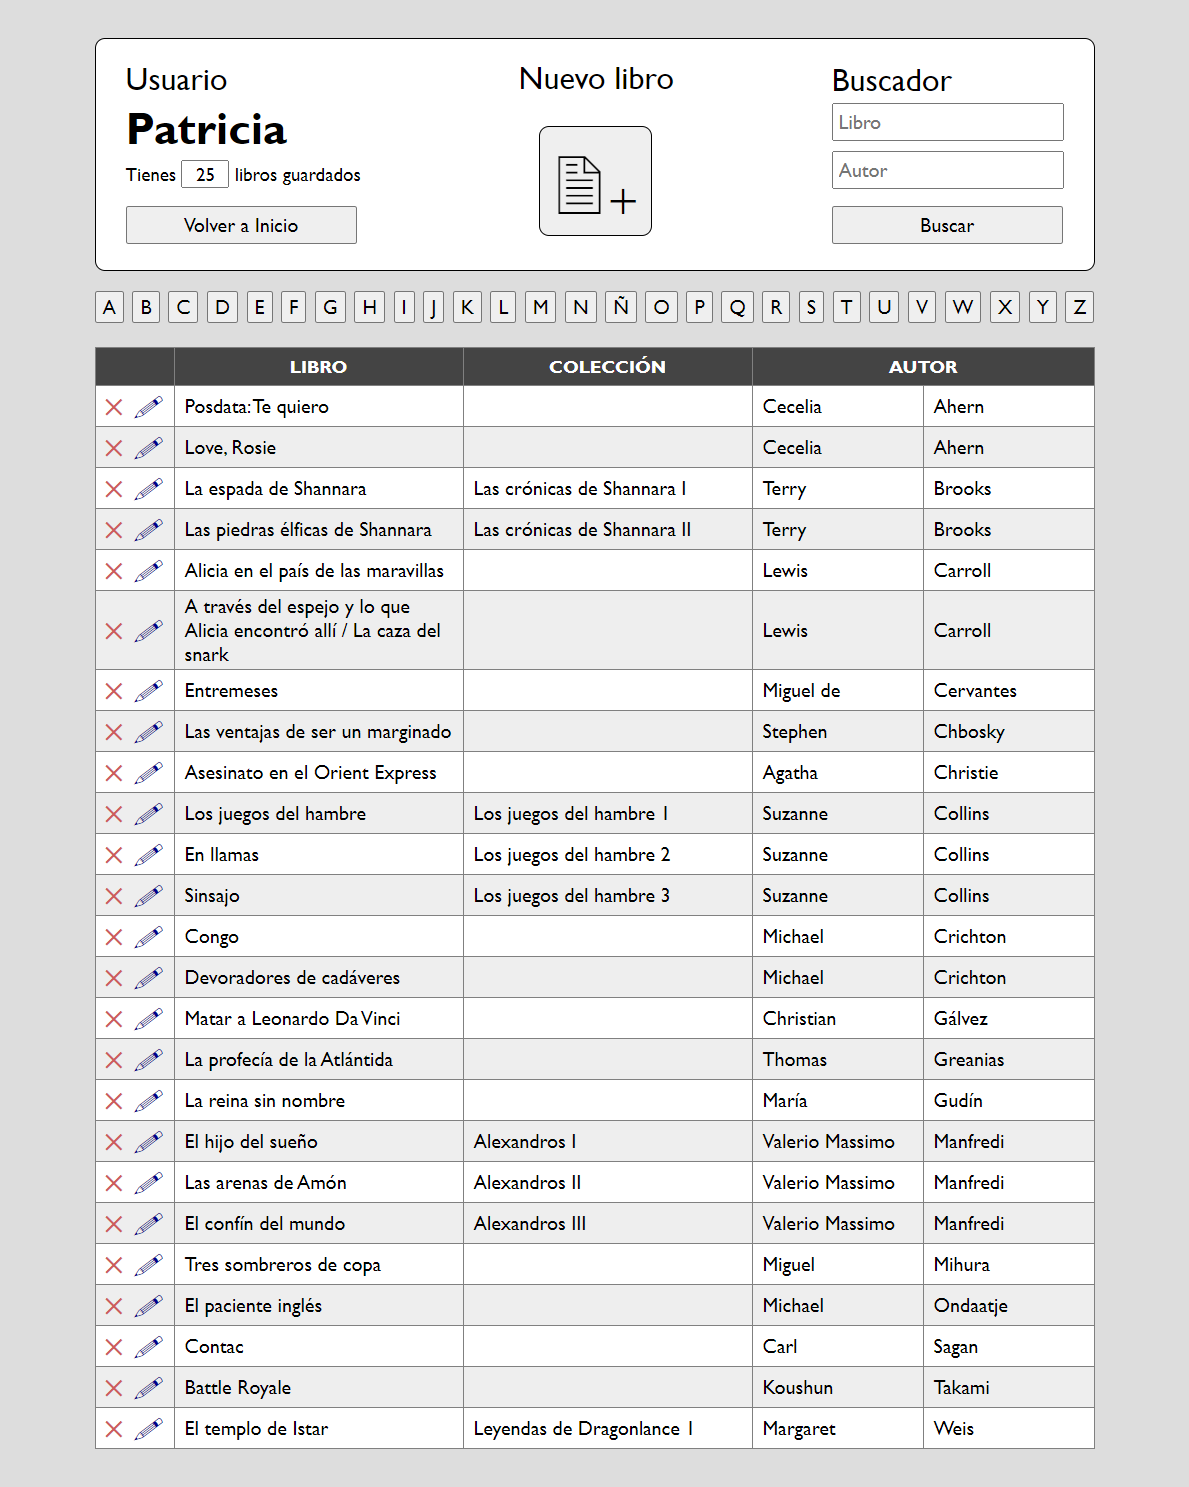 Usuario
Patricia
Tienes 25 libros guardados
Volver a Inicio
Nuevo libro
Buscador
Libro
Autor
Buscar
A B C D E F G H I J K L M N Ñ O P Q R S T U V W X Y Z
LIBRO COLECCIÓN AUTOR
Posdata: Te quiero Cecelia Ahern
Love, Rosie Cecelia Ahern
La espada de Shannara Las crónicas de Shannara I Terry Brooks
Las piedras élficas de Shannara Las crónicas de Shannara II Terry Brooks
Alicia en el país de las maravillas Lewis Carroll
A través del espejo y lo que
Alicia encontró allí / La caza del
snark
Lewis Carroll
Entremeses Miguel de Cervantes
Las ventajas de ser un marginado Stephen Chbosky
Asesinato en el Orient Express Agatha Christie
Los juegos del hambre Los juegos del hambre 1 Suzanne Collins
En llamas Los juegos del hambre 2 Suzanne Collins
Sinsajo Los juegos del hambre 3 Suzanne Collins
Congo Michael Crichton
Devoradores de cadáveres Michael Crichton
Matar a Leonardo Da Vinci Christian Gálvez
La profecía de la Atlántida Thomas Greanias
La reina sin nombre María Gudín
El hijo del sueño Alexandros I Valerio Massimo Manfredi
Las arenas de Amón Alexandros II Valerio Massimo Manfredi
El confín del mundo Alexandros III Valerio Massimo Manfredi
Tres sombreros de copa Miguel Mihura
El paciente inglés Michael Ondaatje
Contac Carl Sagan
Battle Royale Koushun Takami
El templo de Istar Leyendas de Dragonlance 1 Margaret Weis